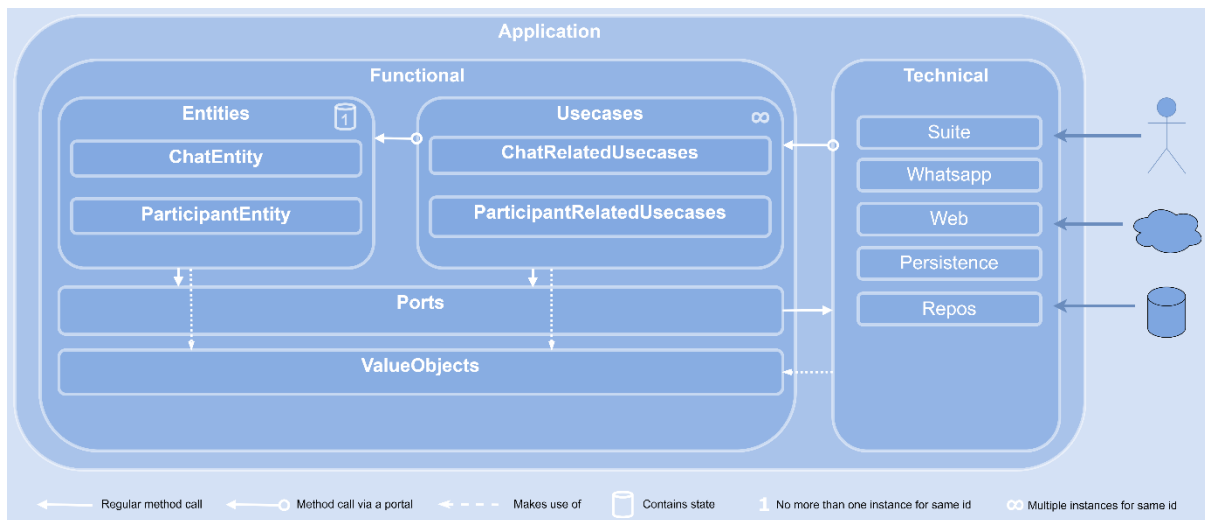 Application
Functional
Technical
Entities
1
Usecases
∞
Suite
ChatEntity
ChatRelatedUsecases
Whatsapp
ParticipantEntity
ParticipantRelatedUsecases
Web
Persistence
Ports
Repos
ValueObjects
Regular method call
Method call via a portal
Makes use of
Contains state
1 No more than one instance for same id
∞ Multiple instances for same id